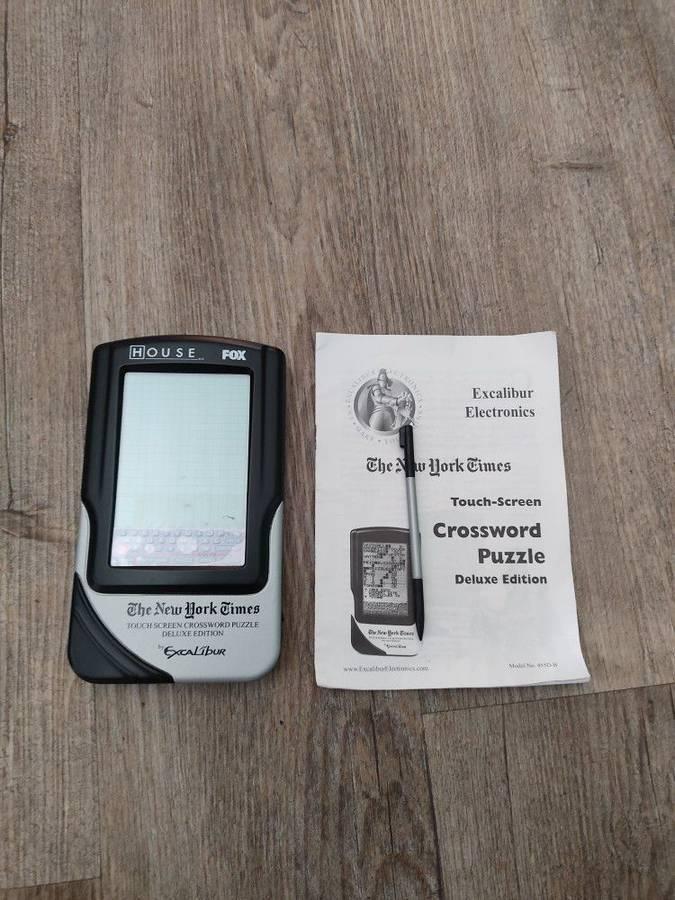 HOUSE FOX
The New York Times
TOUCH SCREEN CROSSWORD PUZZLE
DELUXE EDITION
by EXCALIBUR
Excalibur
Electronics
The New York Times
Touch-Screen
Crossword
Puzzle
Deluxe Edition
The New York Times
www.ExcaliburElectronics.com